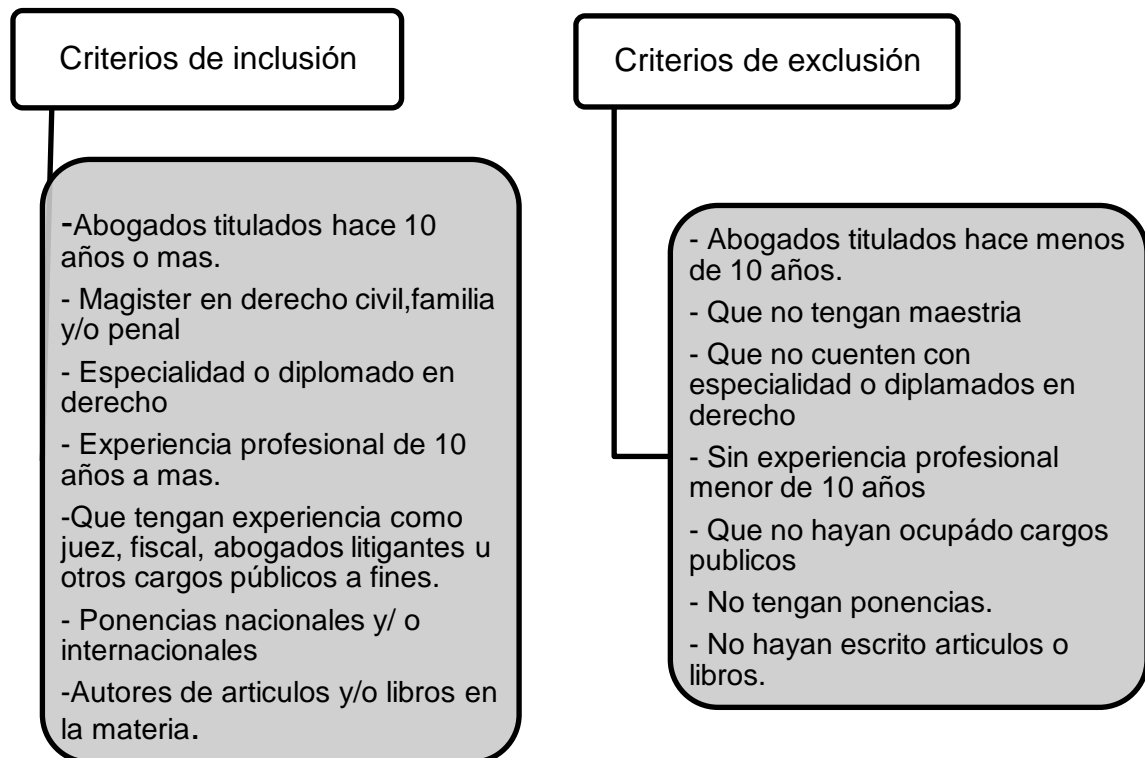 Criterios de inclusión
-Abogados titulados hace 10
años o mas.
- Magister en derecho civil,familia
y/o penal
- Especialidad o diplomado en
derecho
- Experiencia profesional de 10
años a mas.
-Que tengan experiencia como
juez, fiscal, abogados litigantes u
otros cargos públicos a fines.
- Ponencias nacionales y/ o
internacionales
-Autores de articulos y/o libros en
la materia.
Criterios de exclusión
- Abogados titulados hace menos
de 10 años.
- Que no tengan maestria
- Que no cuenten con
especialidad o diplamados en
derecho
- Sin experiencia profesional
menor de 10 años
- Que no hayan ocupádo cargos
publicos
- No tengan ponencias.
- No hayan escrito articulos o
libros.